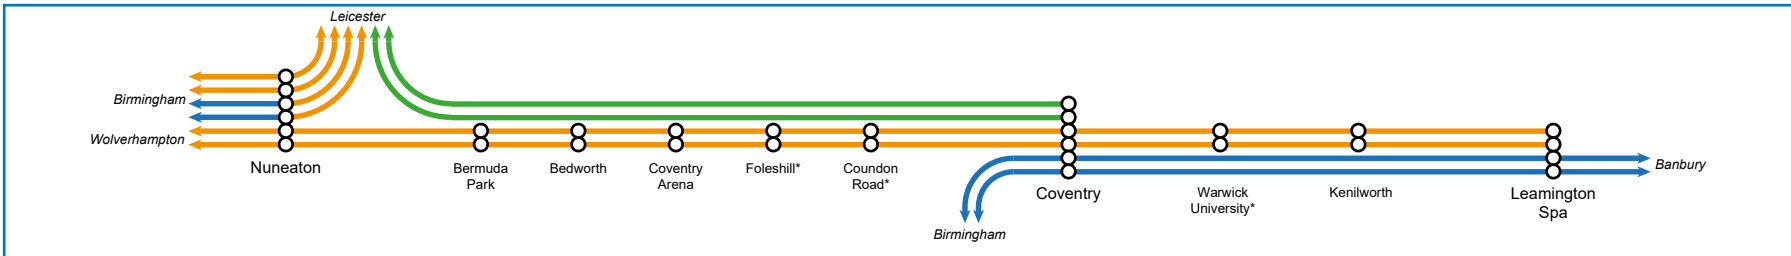 Leicester
Birmingham
Wolverhampton
Nuneaton
Bermuda
Park
Bedworth
Coventry
Arena
Foleshill*
Coundon
Road*
Birmingham
Coventry
Warwick
University*
Kenilworth
Leamington
Spa
Banbury